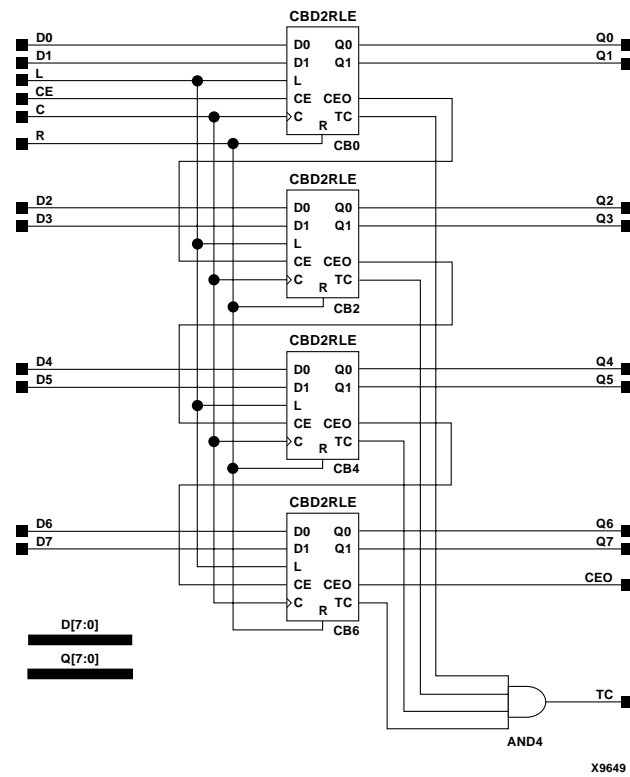 CBD2RLE
D0 D0 Q0 Q0
D1 D1 Q1 Q1
L L
CE CE CEO
C C TC
R R
CB0
CBD2RLE
D2 D0 Q0 Q2
D3 D1 Q1 Q3
L
CE CEO
C TC
R
CB2
CBD2RLE
D4 D0 Q0 Q4
D5 D1 Q1 Q5
L
CE CEO
C TC
R
CB4
CBD2RLE
D6 D0 Q0 Q6
D7 D1 Q1 Q7
L
CE CEO CEO
C TC
R
CB6
D[7:0]
Q[7:0]
TC
AND4
X9649